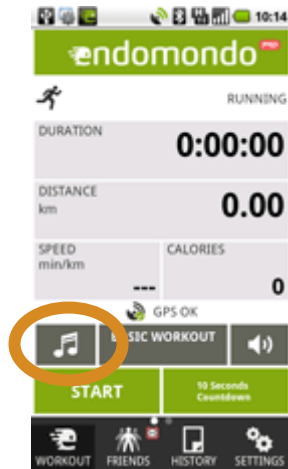 10:14
endomondo PRO
RUNNING
DURATION
0:00:00
DISTANCE
km
0.00
SPEED
min/km
---
CALORIES
0
GPS OK
BASIC WORKOUT
START
10 Seconds
Countdown
WORKOUT FRIENDS HISTORY SETTINGS